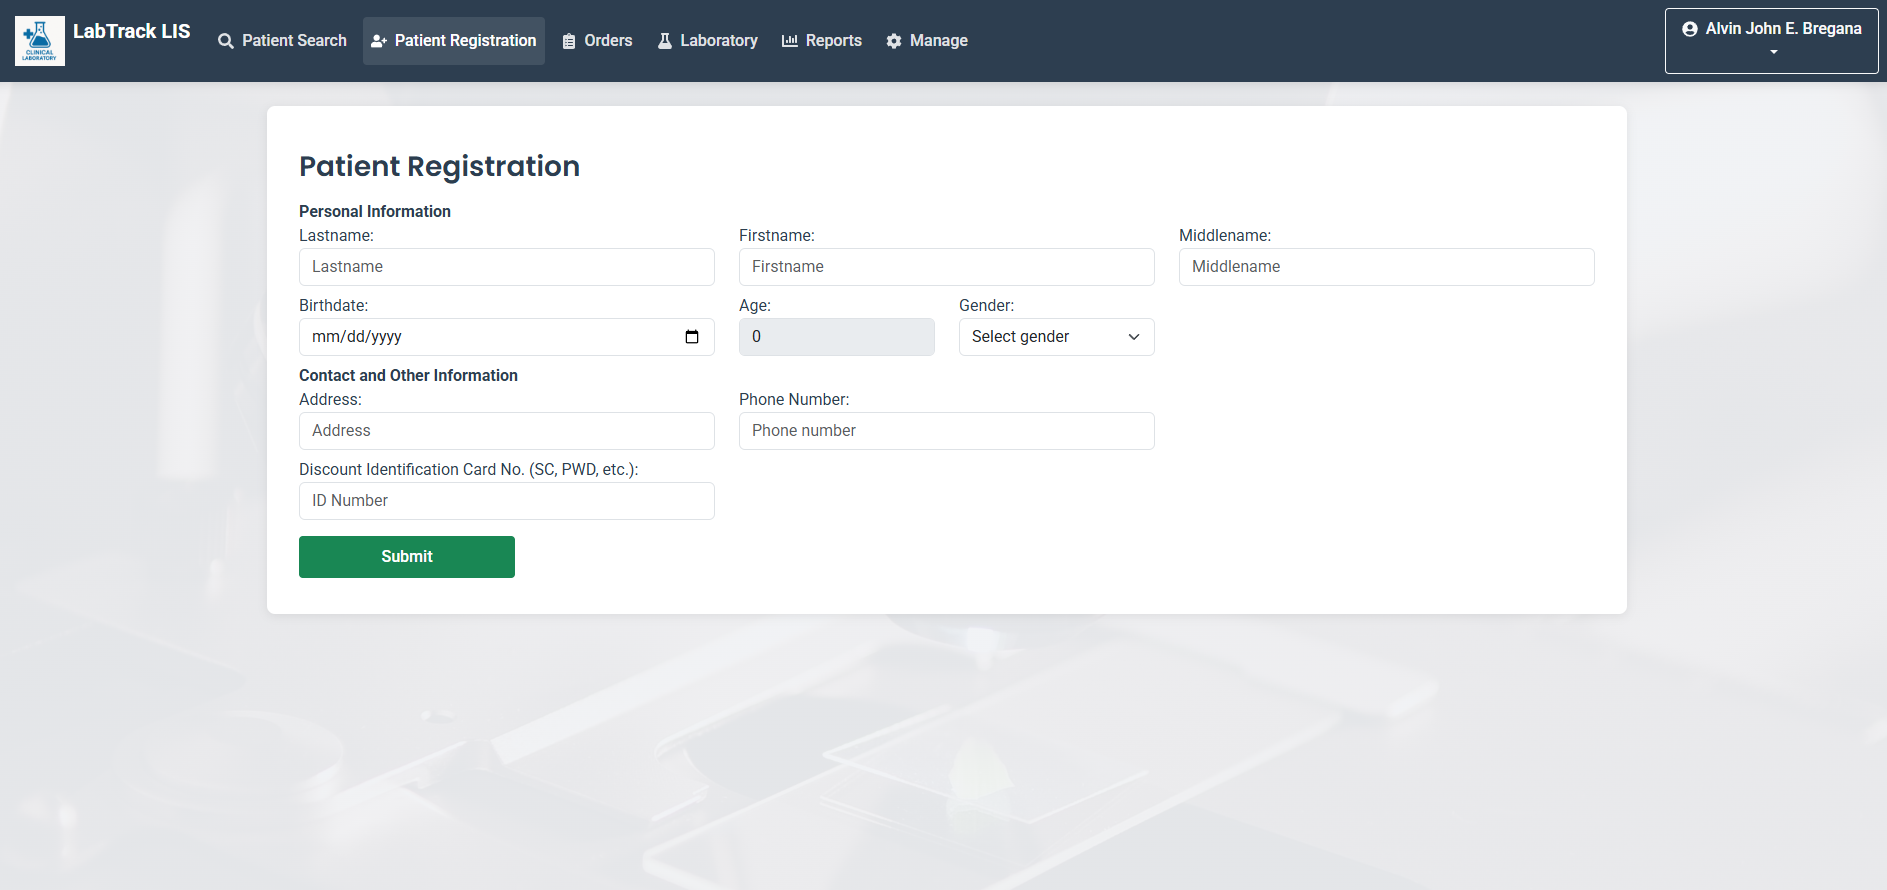 CLINICAL
LABORATORY
LabTrack LIS
Patient Search
Patient Registration
Orders
Laboratory
Reports
Manage
Alvin John E. Bregana
Patient Registration
Personal Information
Lastname: Firstname: Middlename:
Lastname Firstname Middlename
Birthdate: Age: Gender:
mm/dd/yyyy 0 Select gender
Contact and Other Information
Address: Phone Number:
Address Phone number
Discount Identification Card No. (SC, PWD, etc.):
ID Number
Submit